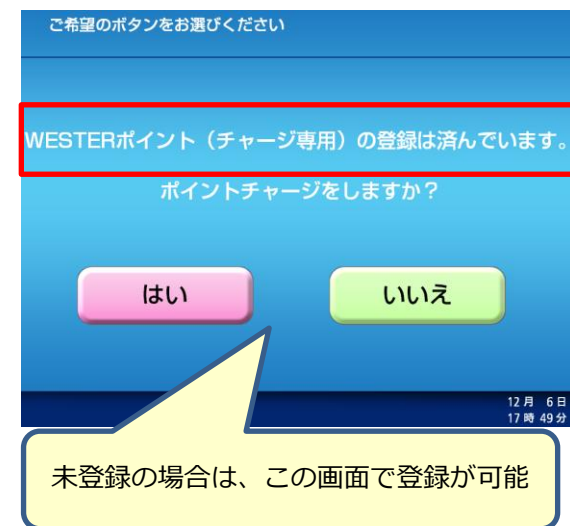 ご希望のボタンをお選びください
WESTERポイント（チャージ専用）の登録は済んでいます。
ポイントチャージをしますか？
はい
いいえ
12月 6日
17時 49分
未登録の場合は、この画面で登録が可能